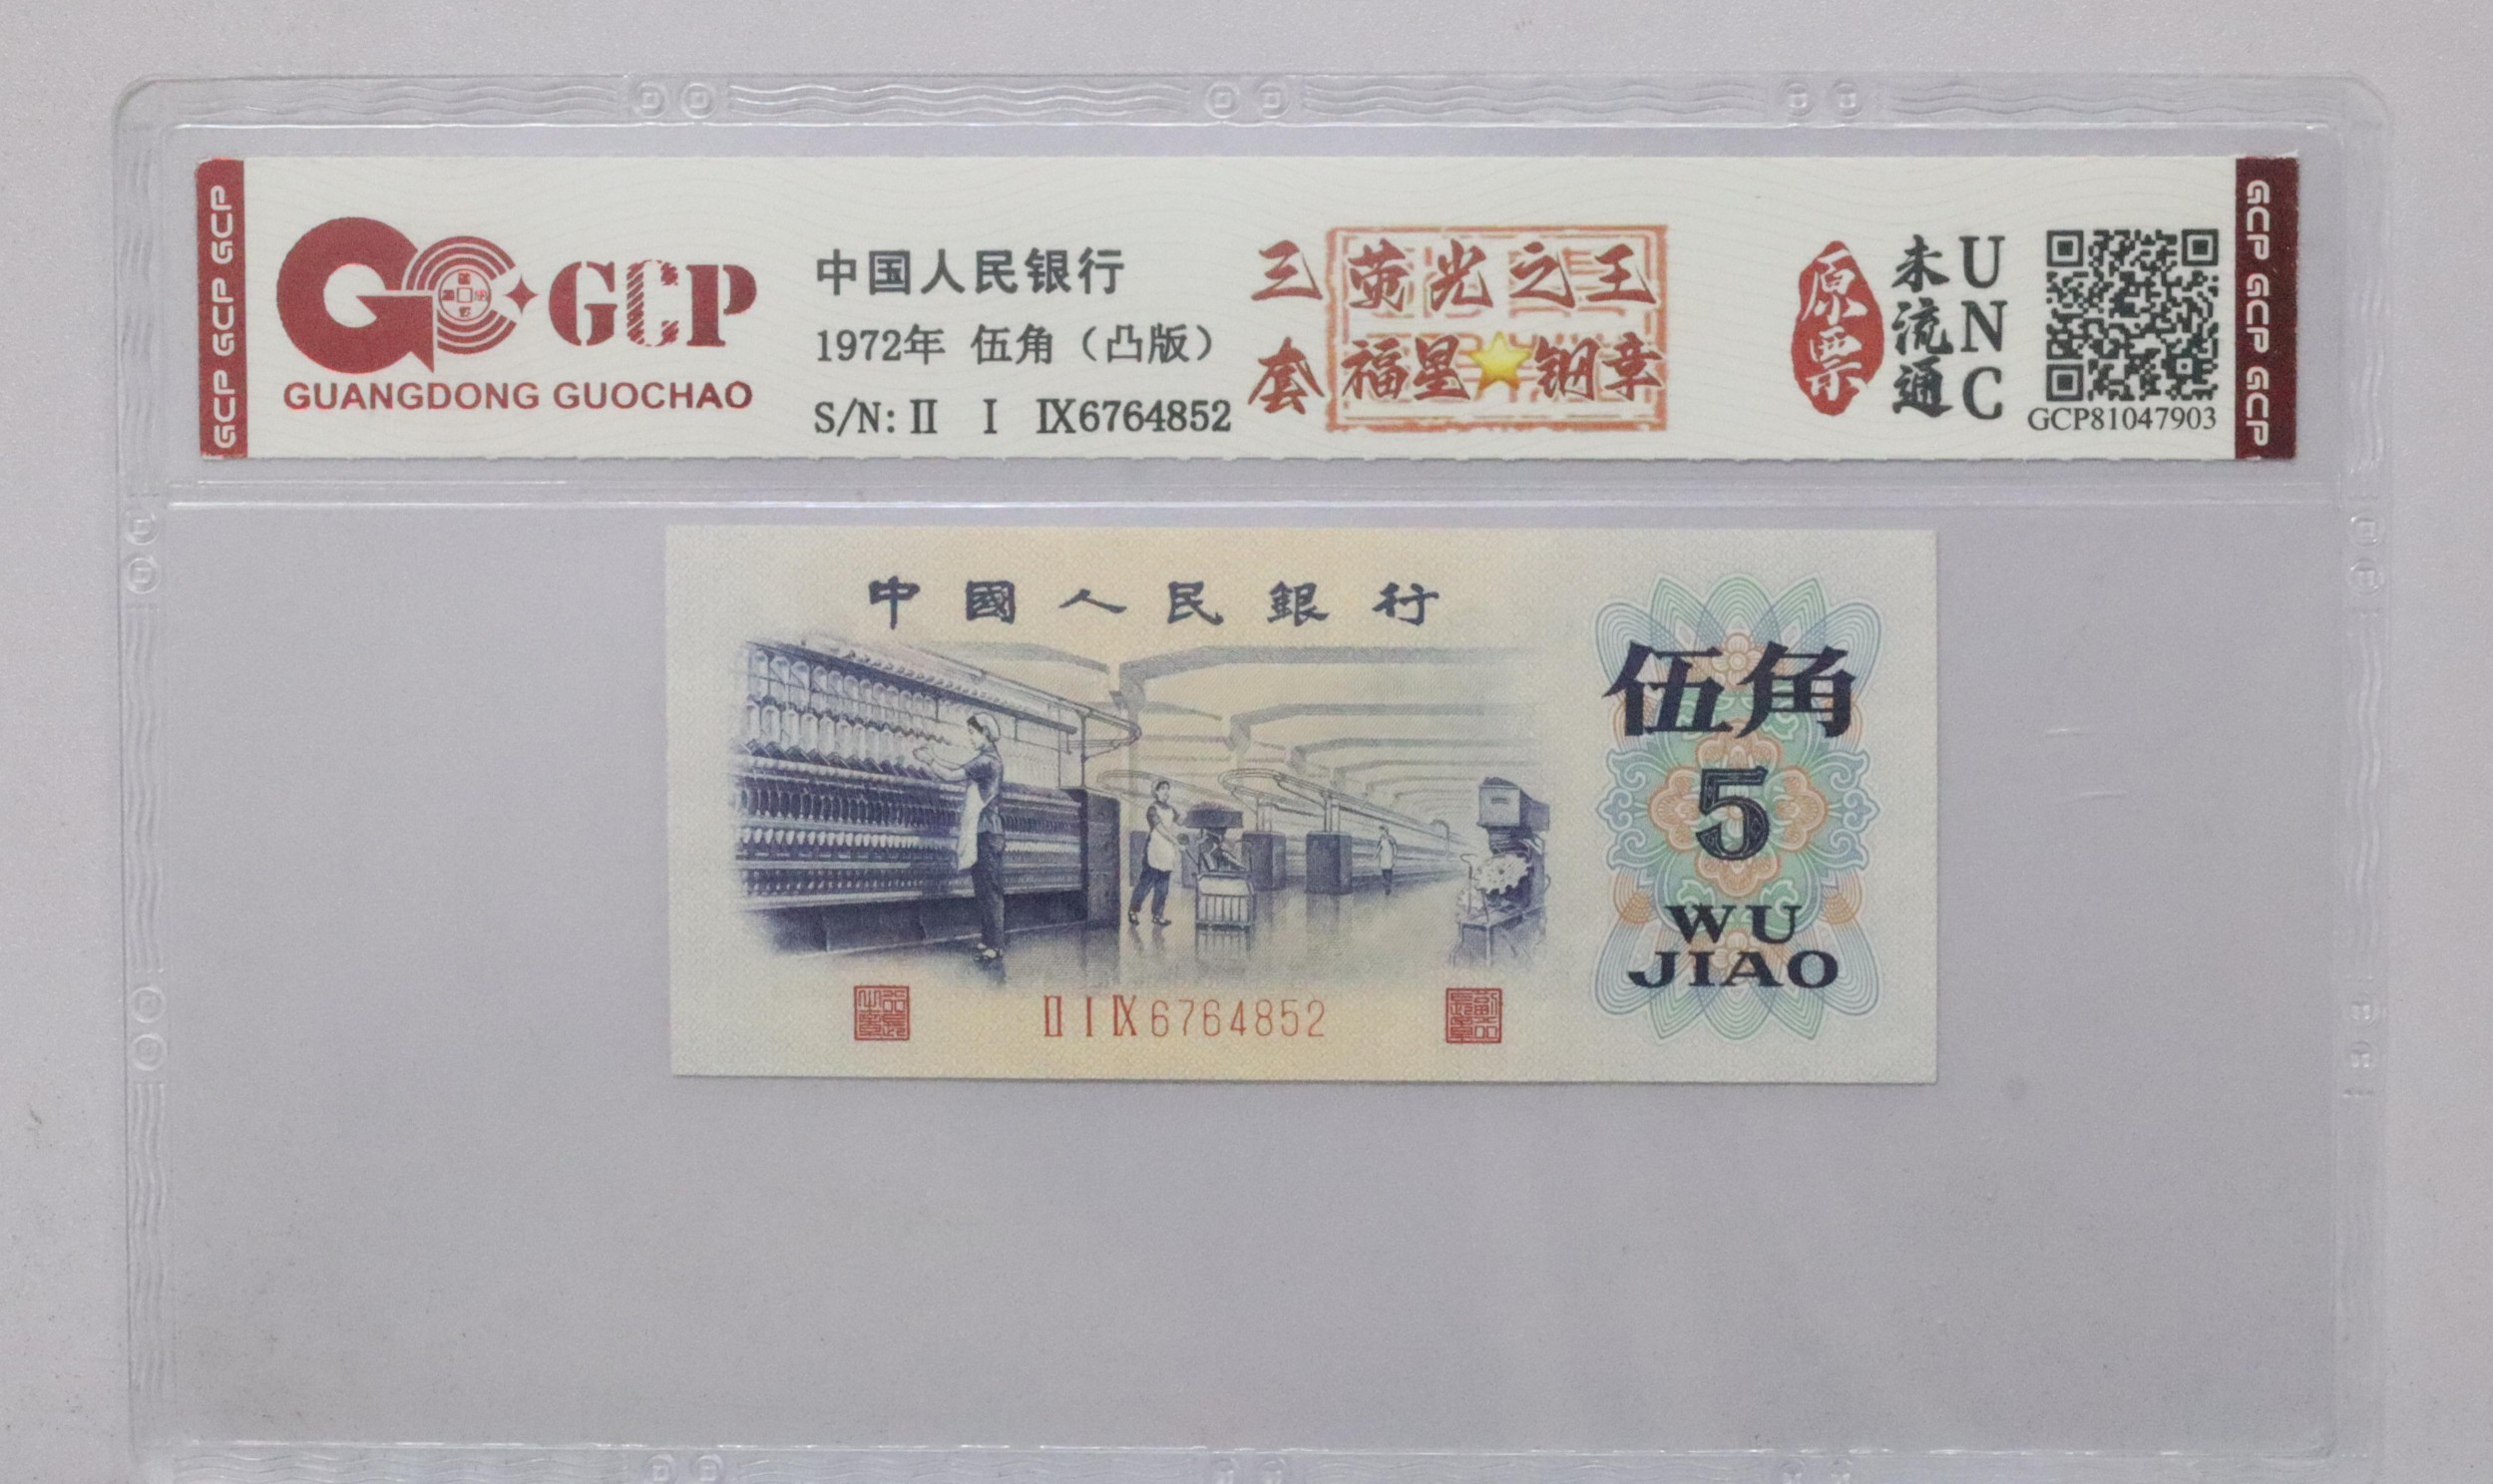 GCP GCP GCP
GCP
GUANGDONG GUOCHAO
中国人民银行
1972年 伍角（凸版）
S/N: Ⅱ Ⅰ Ⅸ6764852
三套
荧光之王
福星⭐钢章
原票
未流通
UNC
GCP81047903
GCP GCP GCP
中國人民銀行
伍角
5
WU
JIAO
Ⅱ Ⅰ Ⅸ 6764852